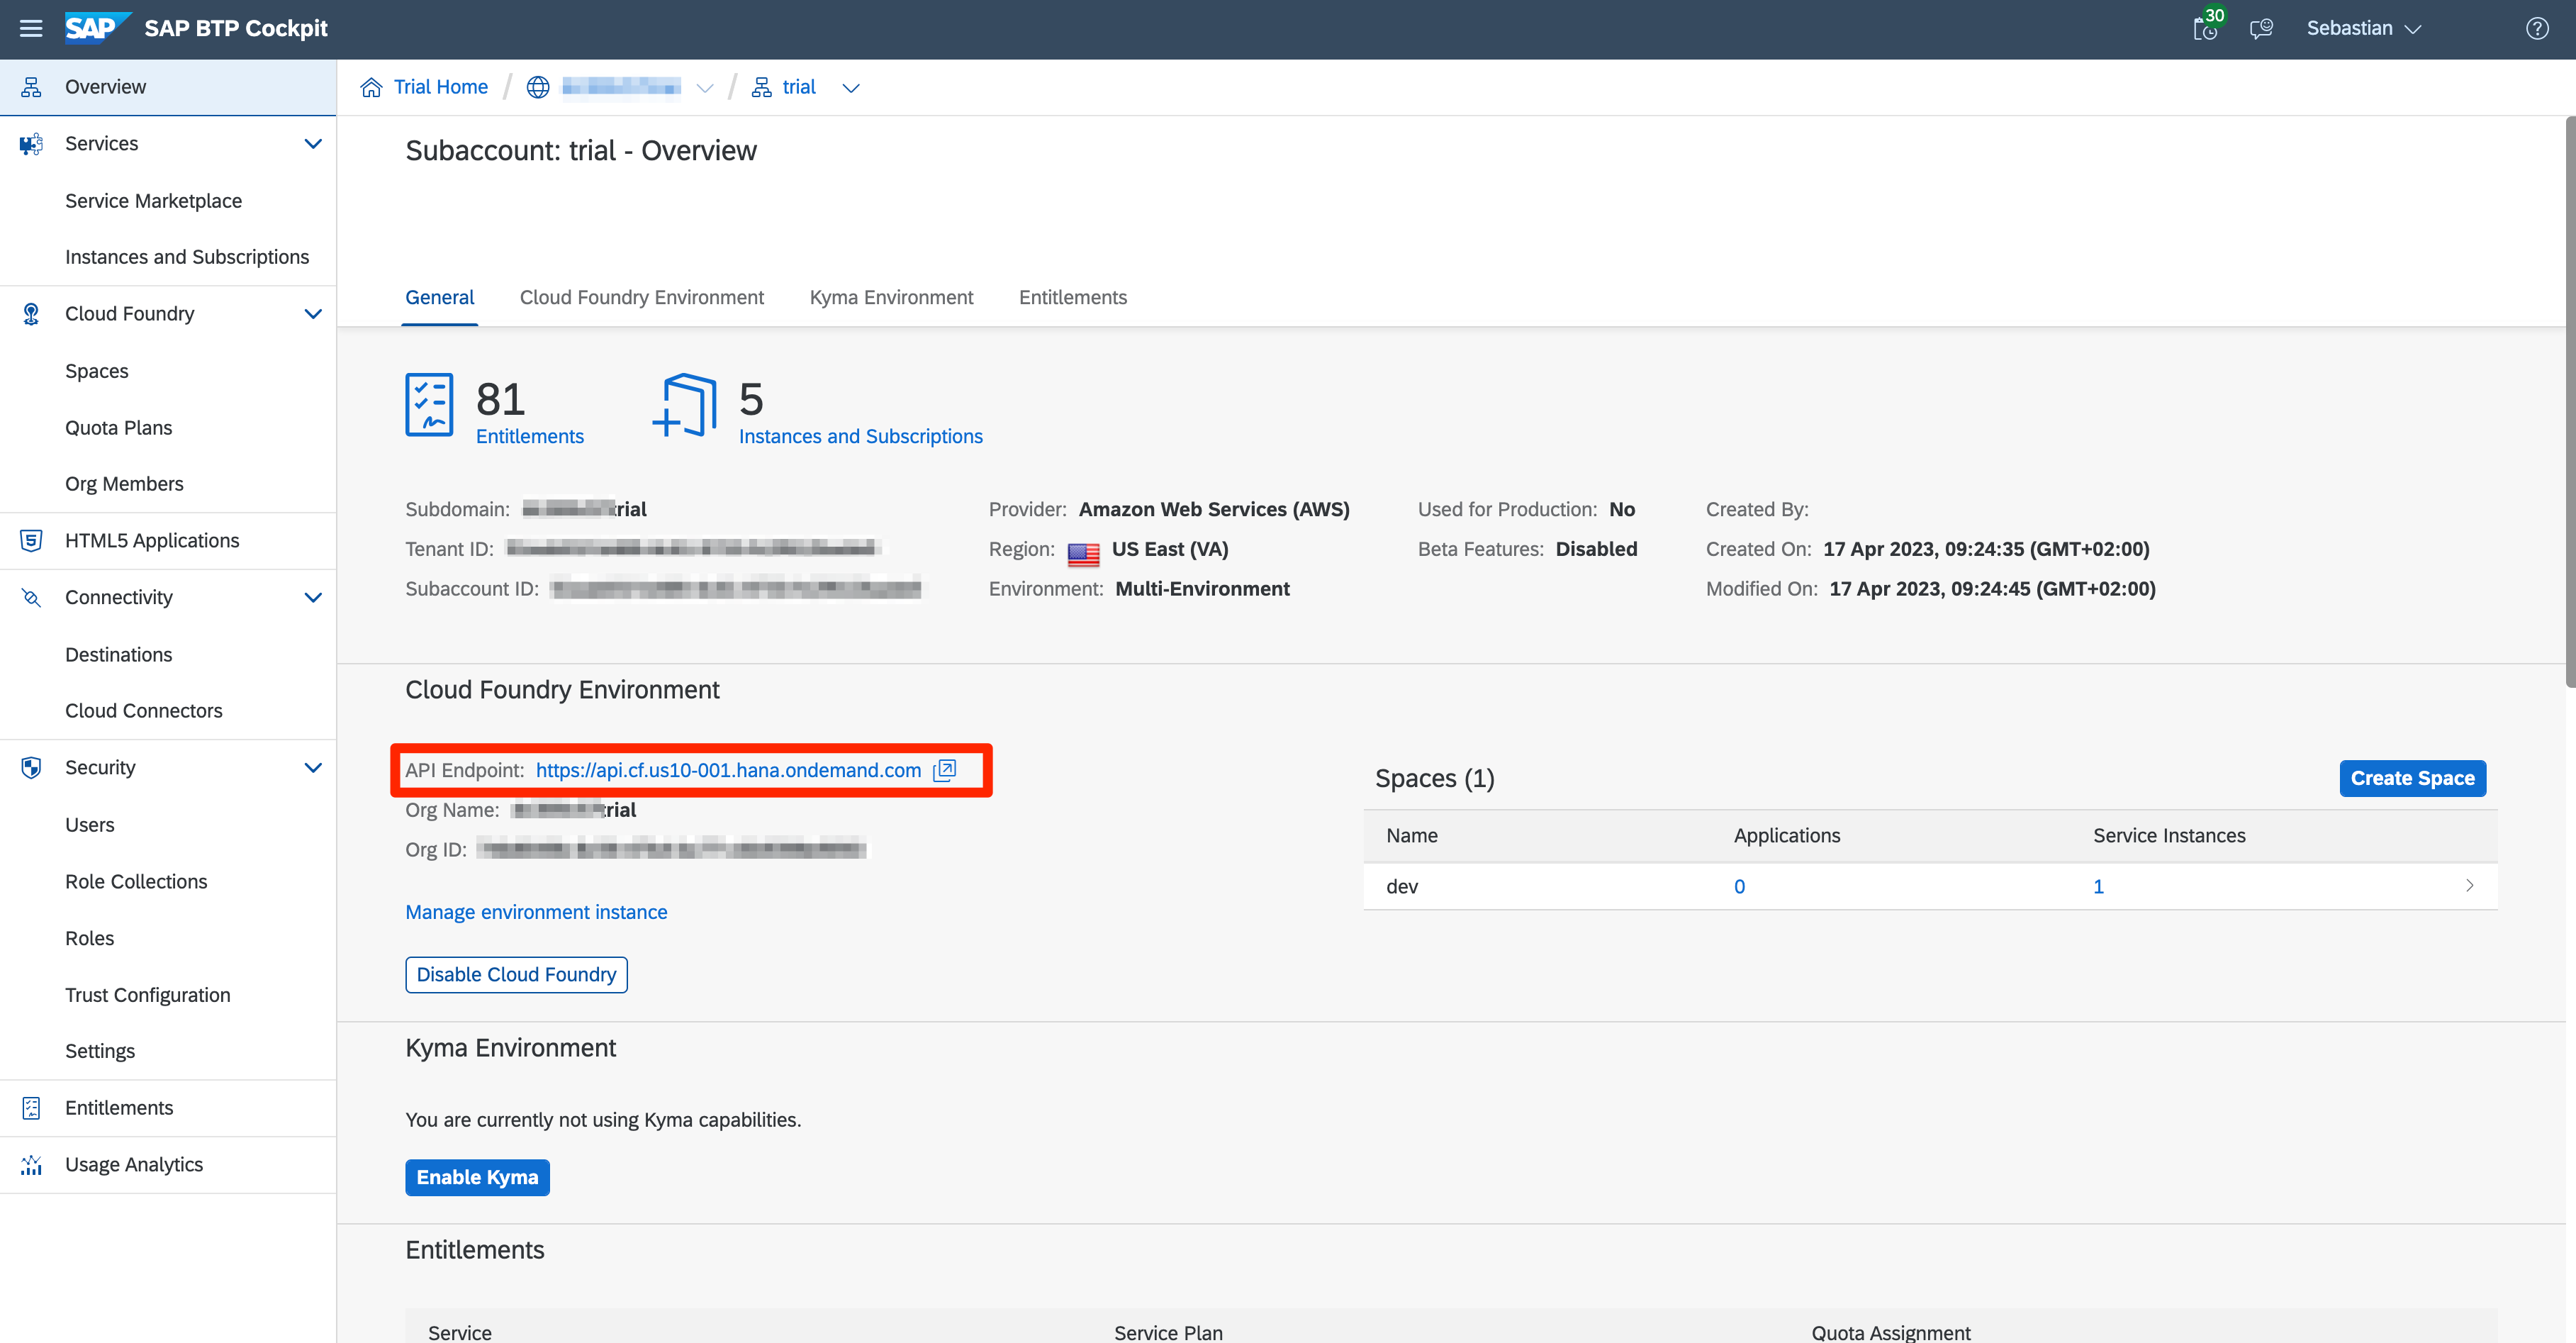 SAP SAP BTP Cockpit
30
Sebastian
Overview
Services
Service Marketplace
Instances and Subscriptions
Cloud Foundry
Spaces
Quota Plans
Org Members
HTML5 Applications
Connectivity
Destinations
Cloud Connectors
Security
Users
Role Collections
Roles
Trust Configuration
Settings
Entitlements
Usage Analytics
Trial Home / / trial
Subaccount: trial - Overview
General Cloud Foundry Environment Kyma Environment Entitlements
81
Entitlements
5
Instances and Subscriptions
Subdomain: trial
Tenant ID:
Subaccount ID:
Provider: Amazon Web Services (AWS)
Region: US East (VA)
Environment: Multi-Environment
Used for Production: No
Beta Features: Disabled
Created By:
Created On: 17 Apr 2023, 09:24:35 (GMT+02:00)
Modified On: 17 Apr 2023, 09:24:45 (GMT+02:00)
Cloud Foundry Environment
API Endpoint: https://api.cf.us10-001.hana.ondemand.com
Org Name: trial
Org ID:
Manage environment instance
Disable Cloud Foundry
Spaces (1)
Create Space
Name Applications Service Instances
dev 0 1
Kyma Environment
You are currently not using Kyma capabilities.
Enable Kyma
Entitlements
Service Service Plan Quota Assignment